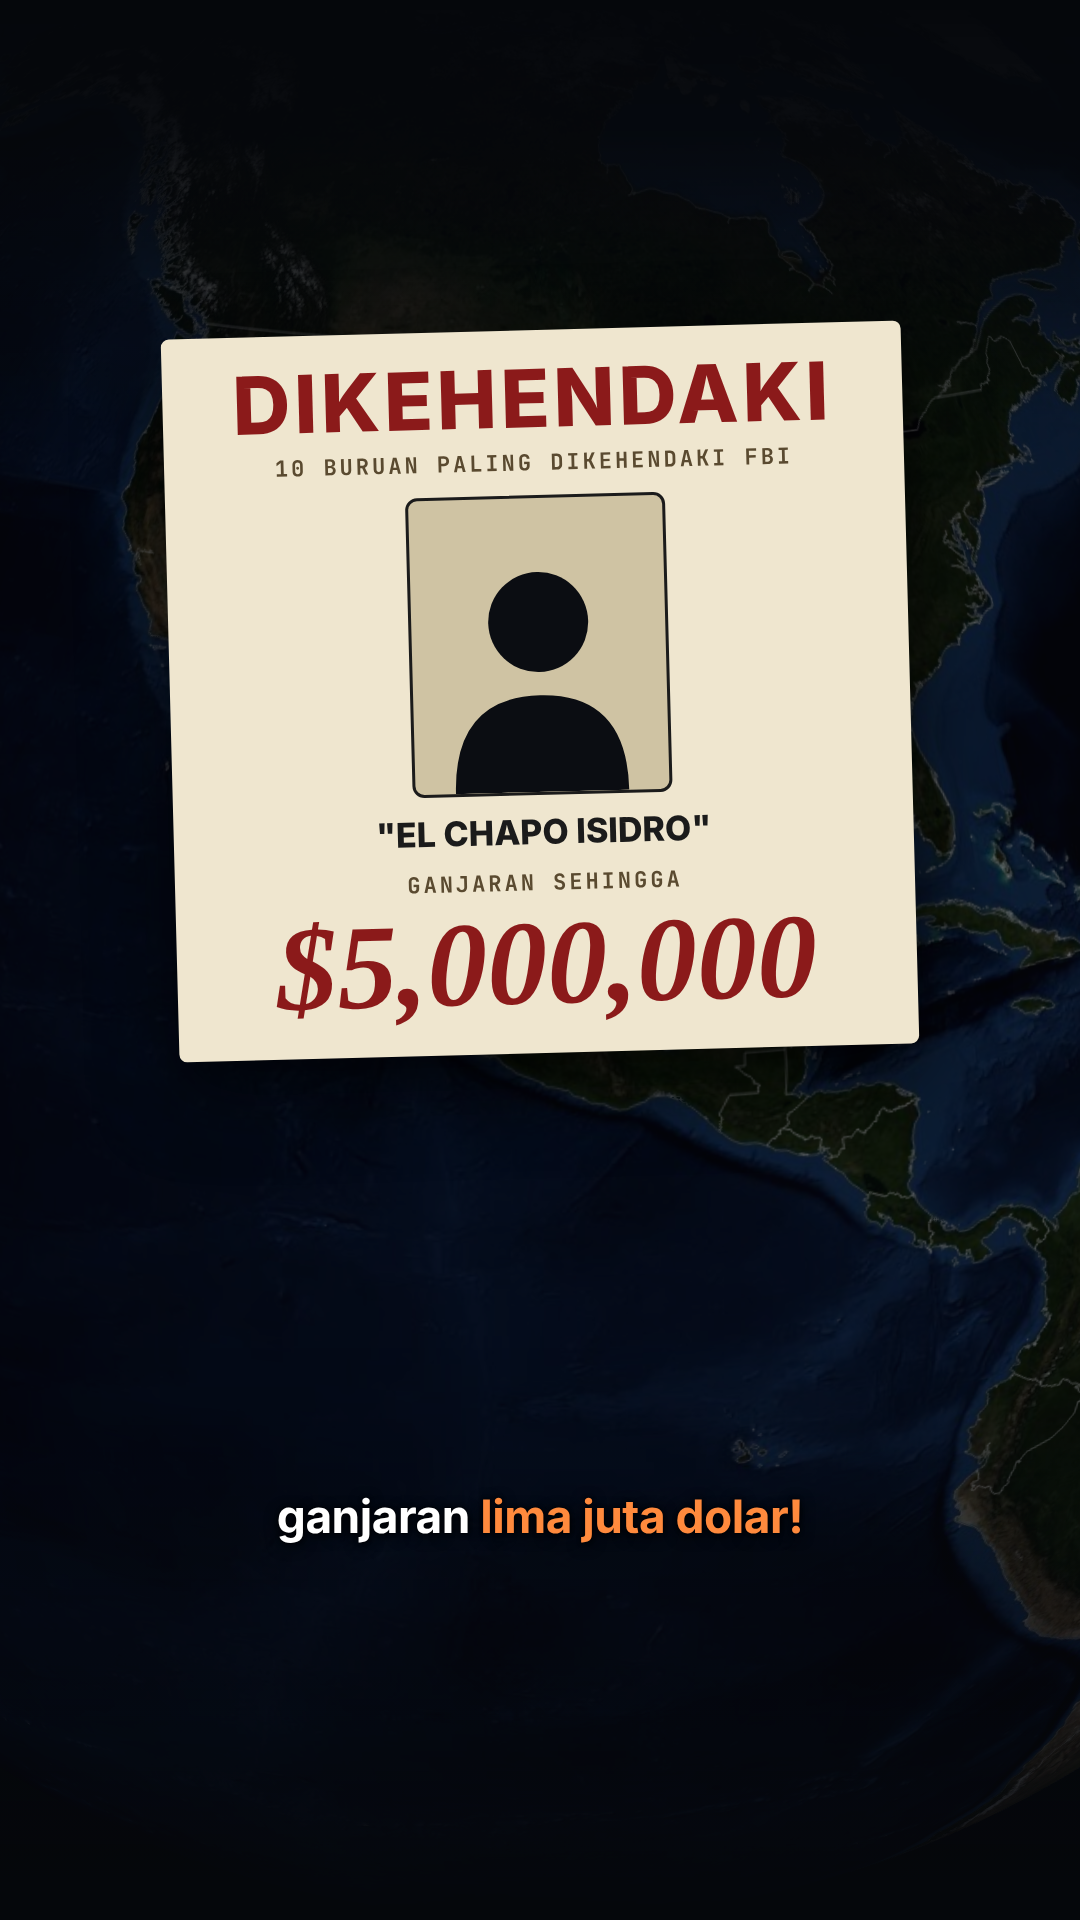 DIKEHENDAKI
10 BURUAN PALING DIKEHENDAKI FBI
"EL CHAPO ISIDRO"
GANJARAN SEHINGGA
$5,000,000
ganjaran lima juta dolar!